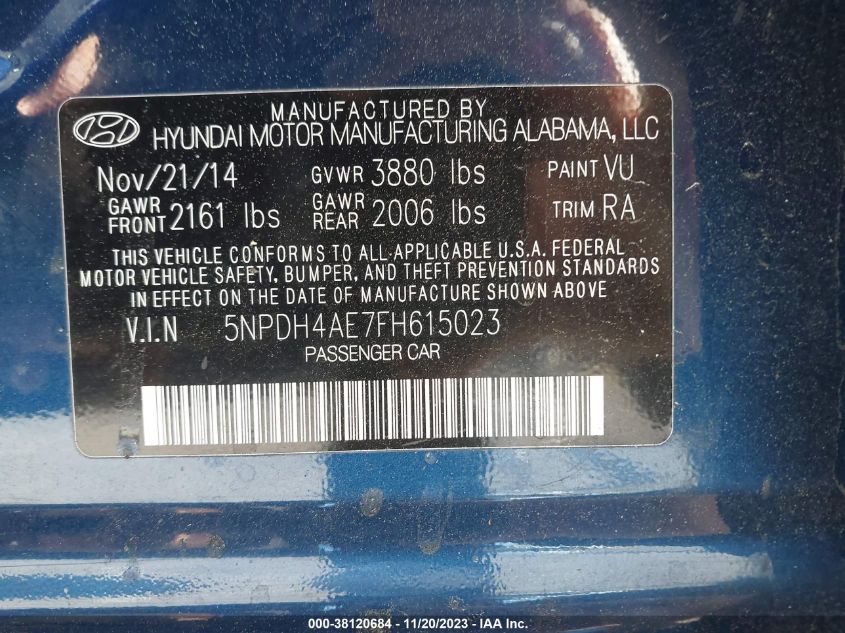 MANUFACTURED BY
HYUNDAI MOTOR MANUFACTURING ALABAMA, LLC
Nov/21/14 GVWR 3880 lbs PAINT VU
GAWR FRONT 2161 lbs GAWR REAR 2006 lbs TRIM RA
THIS VEHICLE CONFORMS TO ALL APPLICABLE U.S.A. FEDERAL
MOTOR VEHICLE SAFETY, BUMPER, AND THEFT PREVENTION STANDARDS
IN EFFECT ON THE DATE OF MANUFACTURE SHOWN ABOVE
V.I.N 5NPDH4AE7FH615023
PASSENGER CAR
000-38120684 - 11/20/2023 - IAA Inc.